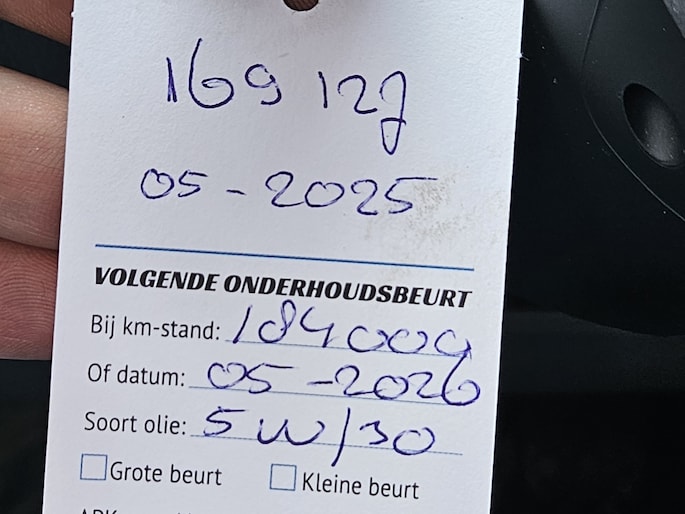 169 129
05-2025
VOLGENDE ONDERHOUDSBEURT
Bij km-stand: 184000
Of datum: 05-2026
Soort olie: 5W/30
Grote beurt Kleine beurt